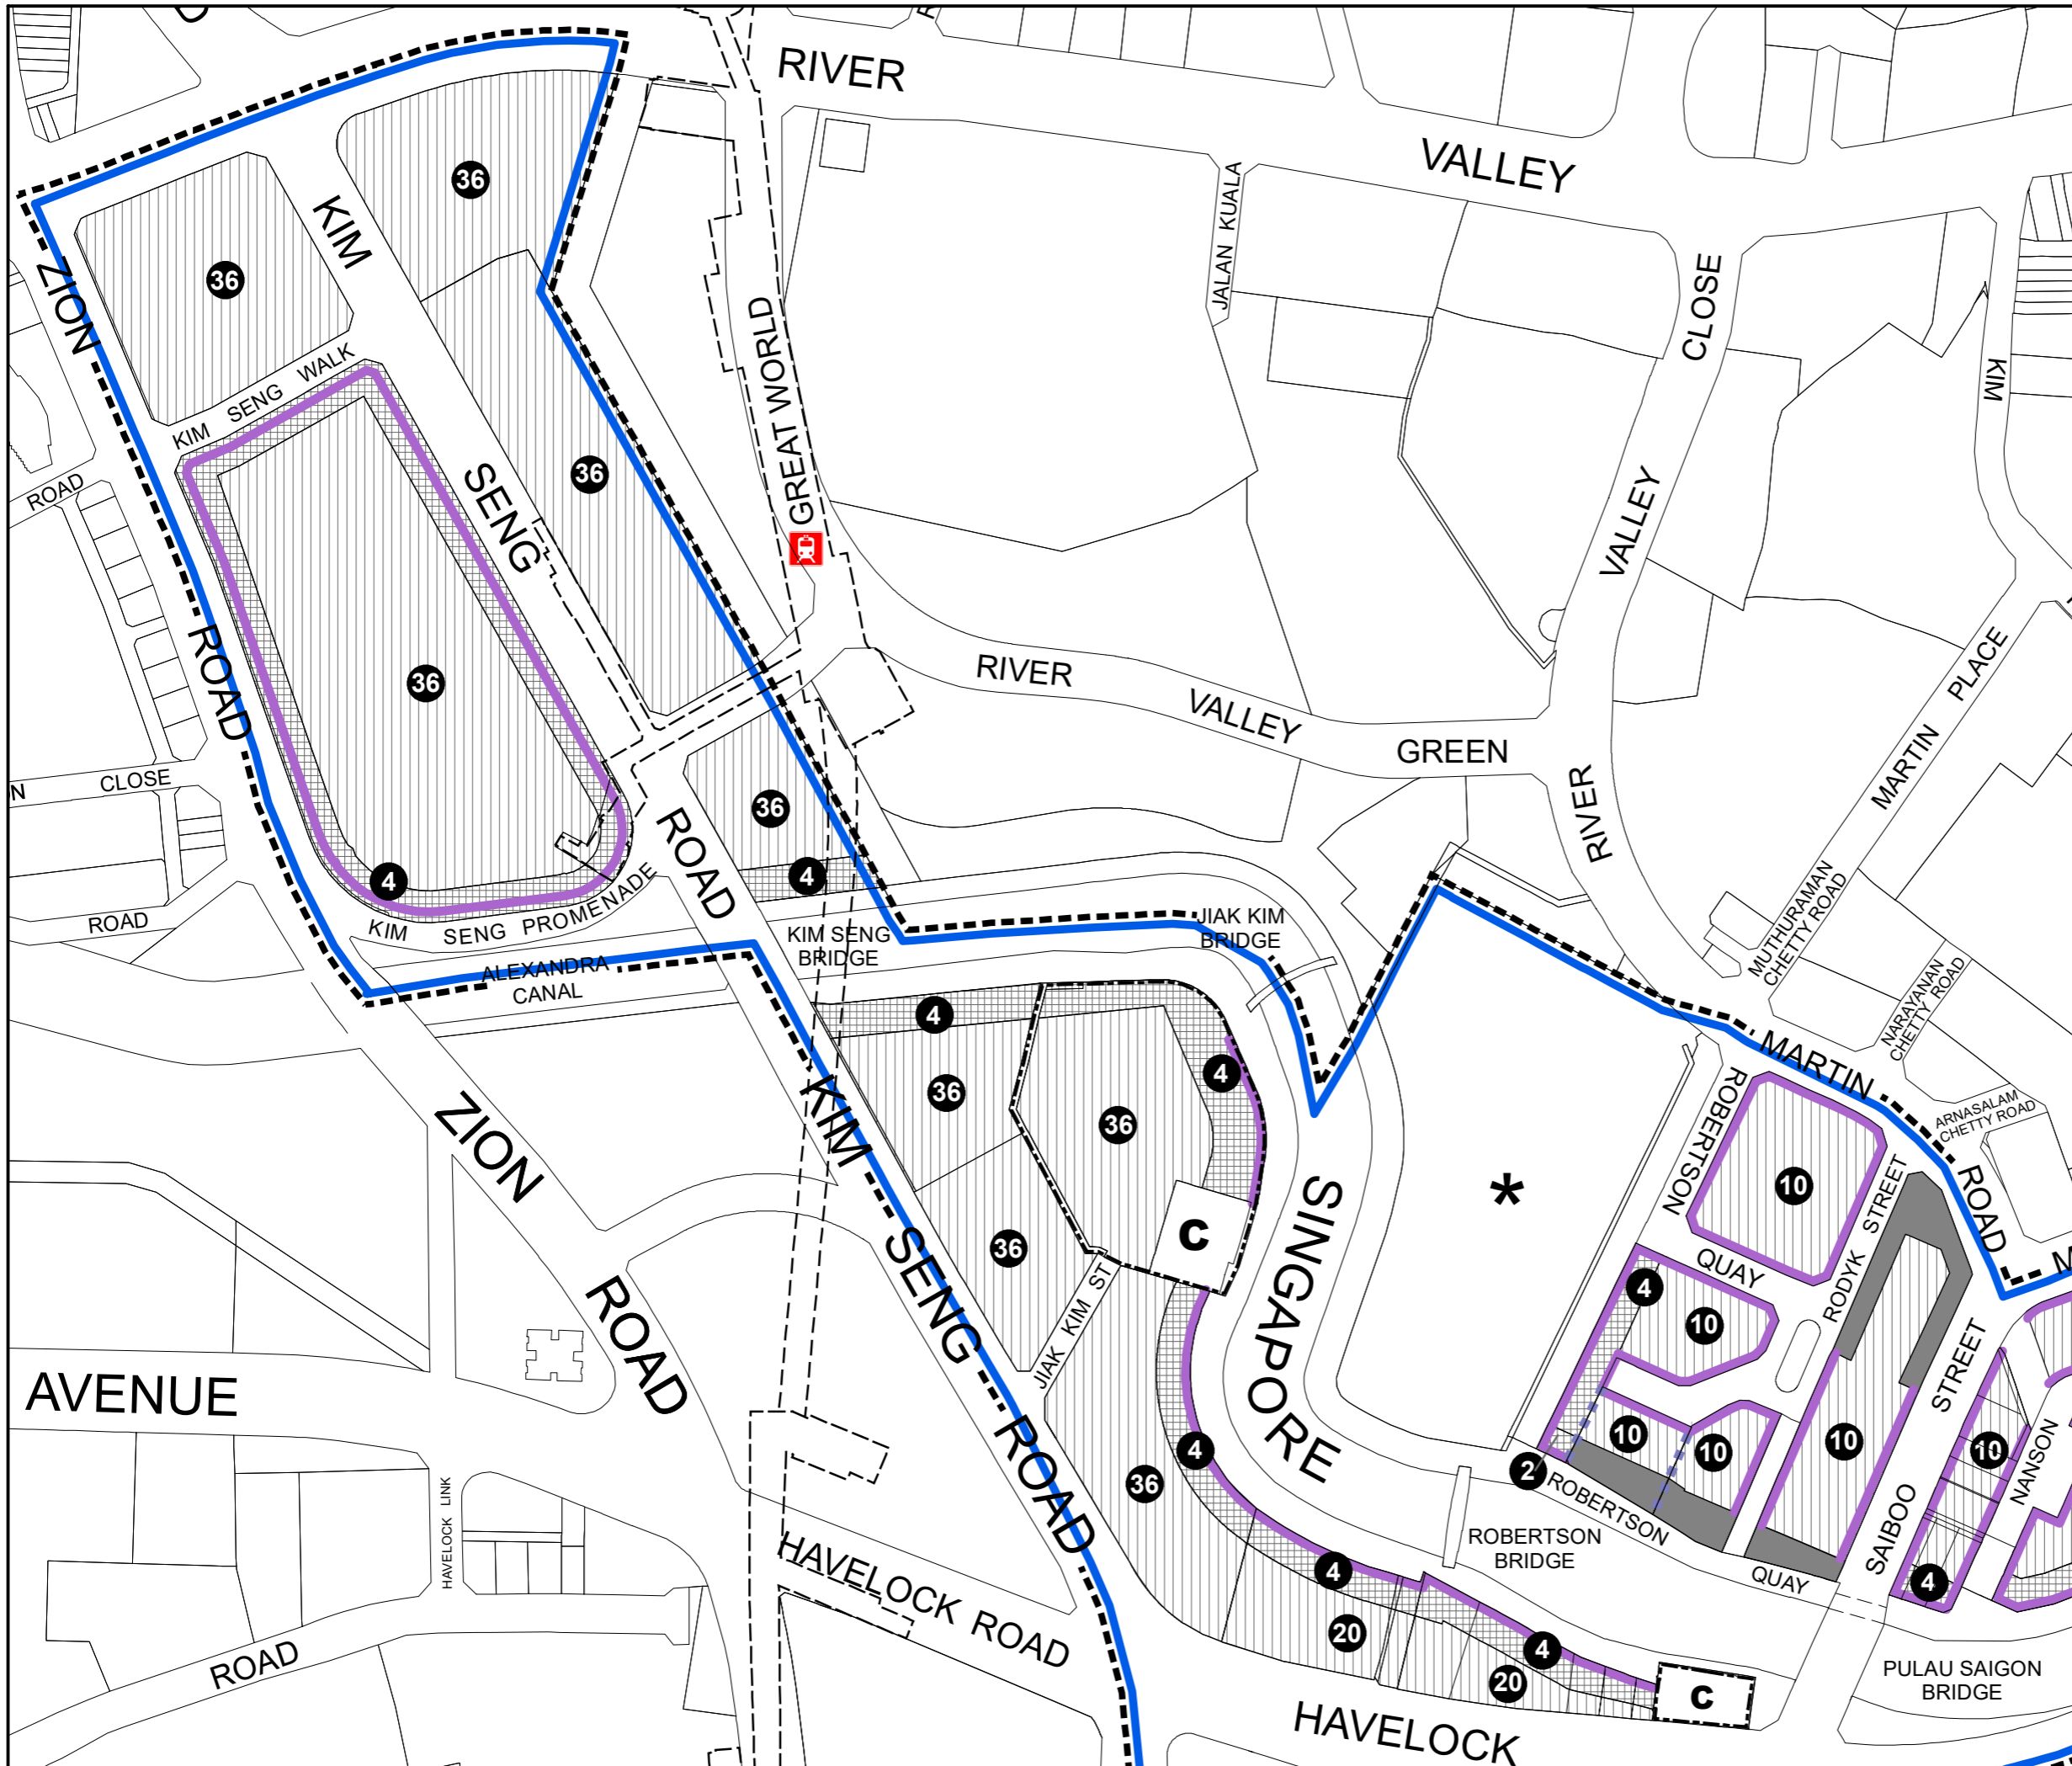 RIVER
VALLEY
KIM
36
36
ZION
JALAN KUALA
CLOSE
KIM
KIM SENG WALK
GREAT WORLD
SENG
36
VALLEY
ROAD
ROAD
36
RIVER
VALLEY
GREEN
MARTIN PLACE
N CLOSE
36
ROAD
RIVER
4
4
ROAD
KIM SENG PROMENADE
MUTHURAMAN
CHETTY ROAD
KIM SENG
BRIDGE
JIAK KIM
BRIDGE
ALEXANDRA
CANAL
NARAYANAN
CHETTY ROAD
4
4
36
36
MARTIN
ROAD
ARNASALAM
CHETTY ROAD
ZION
ROAD
KIM
SENG
ROAD
*
ROBERTSON
QUAY
10
RODYK STREET
C
36
JIAK KIM ST
SINGAPORE
4
10
M
AVENUE
STREET
SAIBOO
NANSON
10
10
10
10
4
36
2
ROBERTSON
QUAY
ROBERTSON
BRIDGE
HAVELOCK LINK
HAVELOCK ROAD
4
20
4
20
4
C
ROAD
PULAU SAIGON
BRIDGE
HAVELOCK